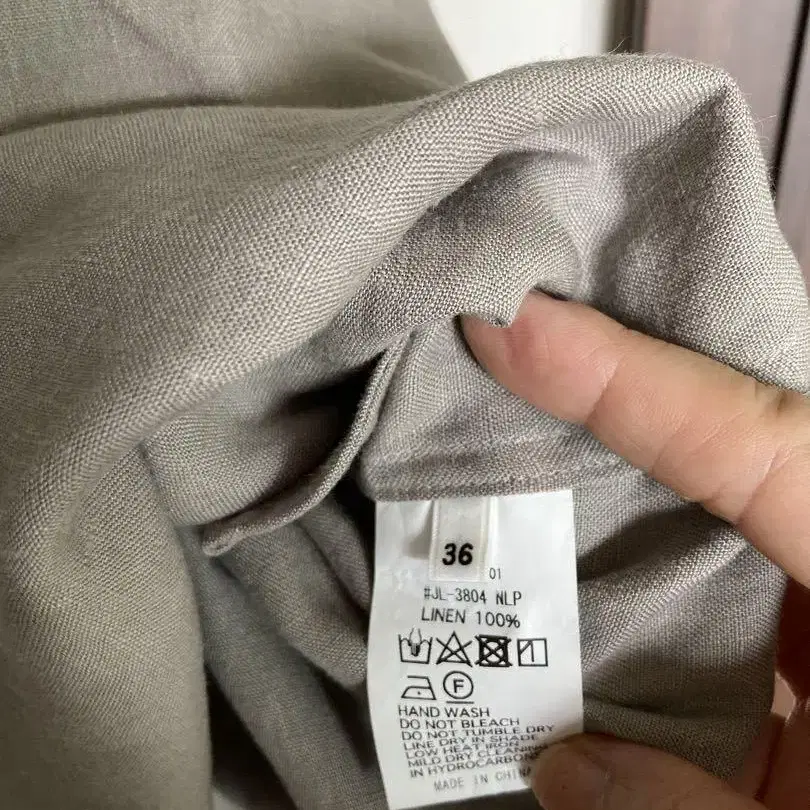 36
01
#JL-3804 NLP
LINEN 100%
F
HAND WASH
DO NOT BLEACH
DO NOT TUMBLE DRY
LINE DRY IN SHADE
LOW HEAT IRON
MILD DRY CLEANING
IN HYDROCARBONS
MADE IN CHINA